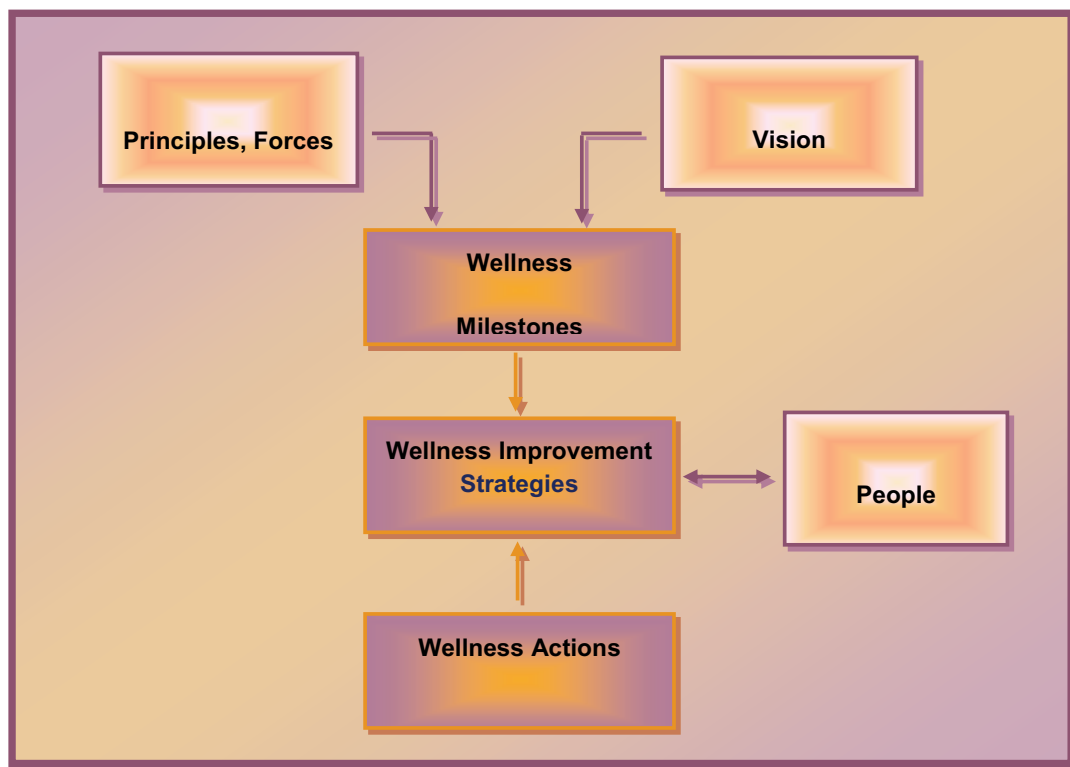 Principles, Forces
Vision
Wellness
Milestones
Wellness Improvement
Strategies
People
Wellness Actions